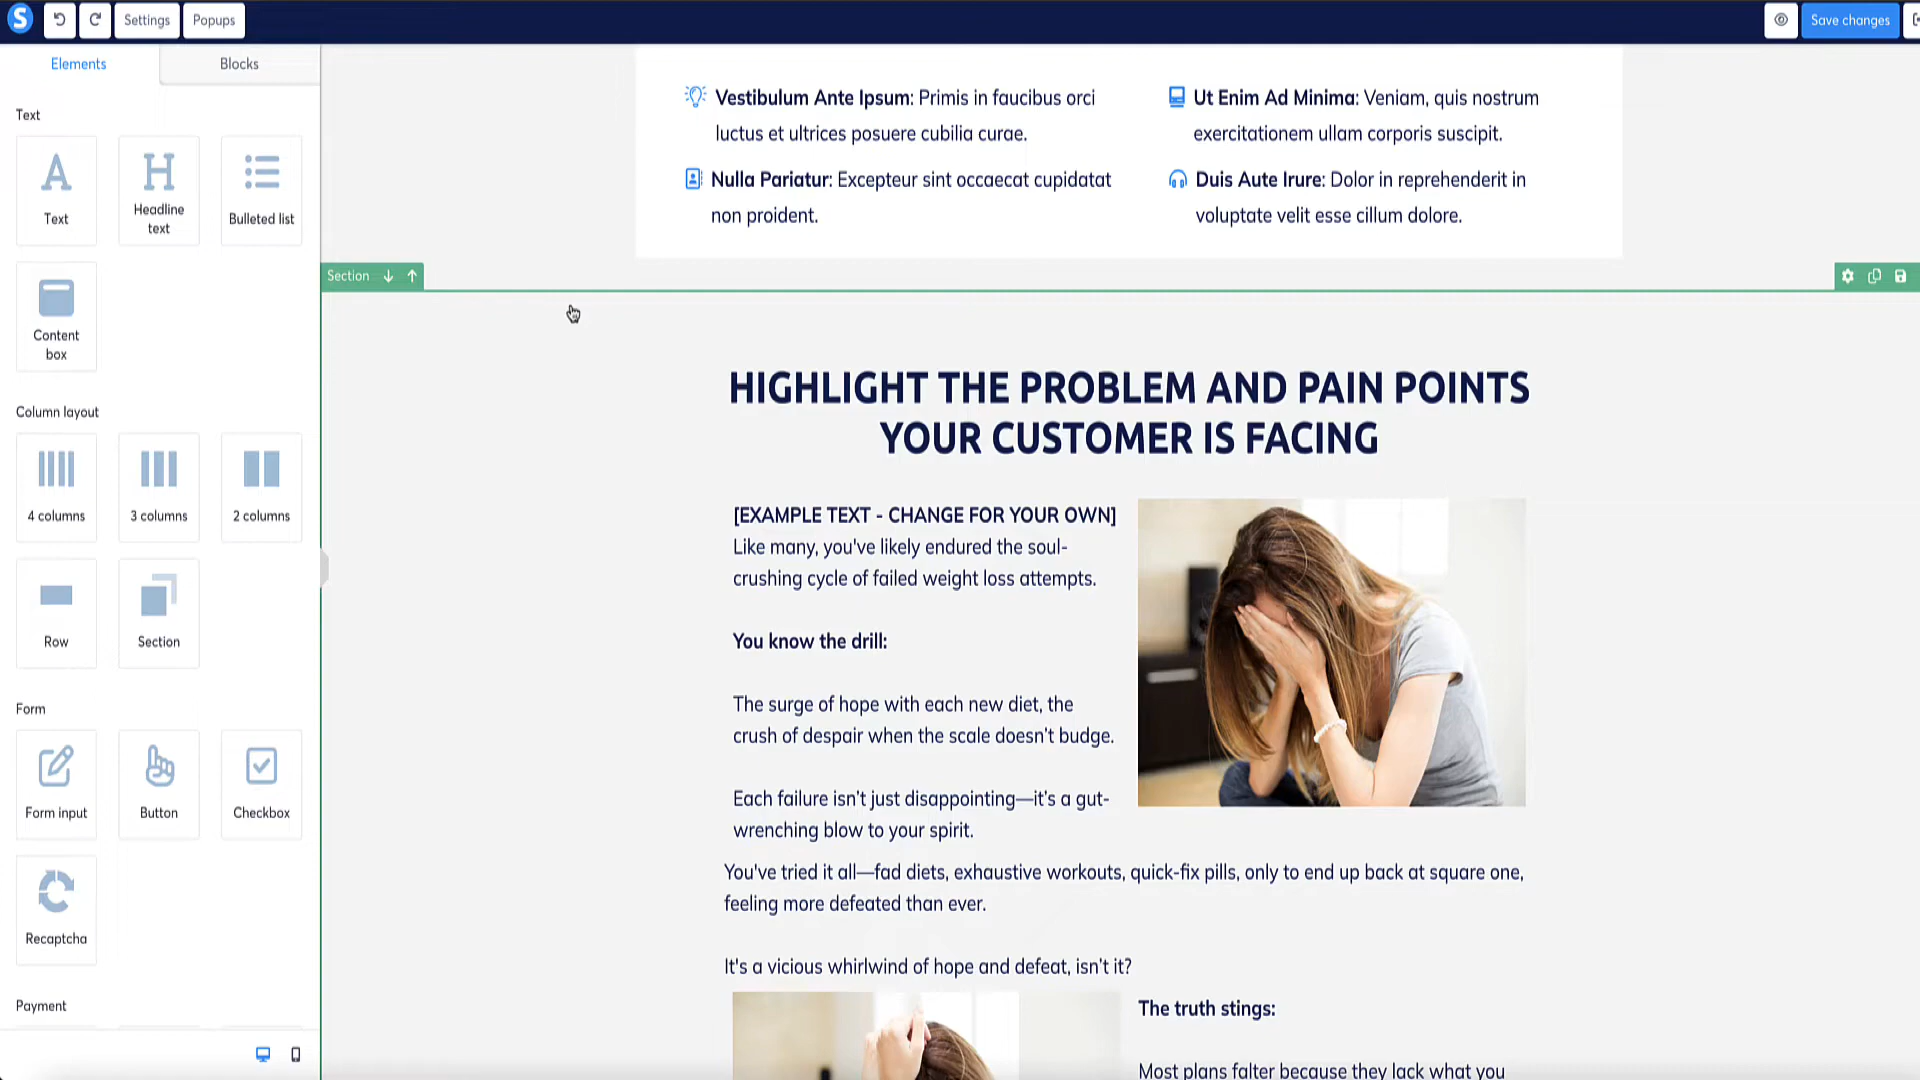 S
Settings
Popups
Save changes
Elements
Blocks
Text
Text
Headline
text
Bulleted list
Content
box
Column layout
4 columns
3 columns
2 columns
Row
Section
Form
Form input
Button
Checkbox
Recaptcha
Payment
Vestibulum Ante Ipsum: Primis in faucibus orci
luctus et ultrices posuere cubilia curae.
Ut Enim Ad Minima: Veniam, quis nostrum
exercitationem ullam corporis suscipit.
Nulla Pariatur: Excepteur sint occaecat cupidatat
non proident.
Duis Aute Irure: Dolor in reprehenderit in
voluptate velit esse cillum dolore.
Section
HIGHLIGHT THE PROBLEM AND PAIN POINTS
YOUR CUSTOMER IS FACING
[EXAMPLE TEXT - CHANGE FOR YOUR OWN]
Like many, you've likely endured the soul-
crushing cycle of failed weight loss attempts.
You know the drill:
The surge of hope with each new diet, the
crush of despair when the scale doesn't budge.
Each failure isn't just disappointing—it's a gut-
wrenching blow to your spirit.
You've tried it all—fad diets, exhaustive workouts, quick-fix pills, only to end up back at square one,
feeling more defeated than ever.
It's a vicious whirlwind of hope and defeat, isn't it?
The truth stings:
Most plans falter because they lack what you